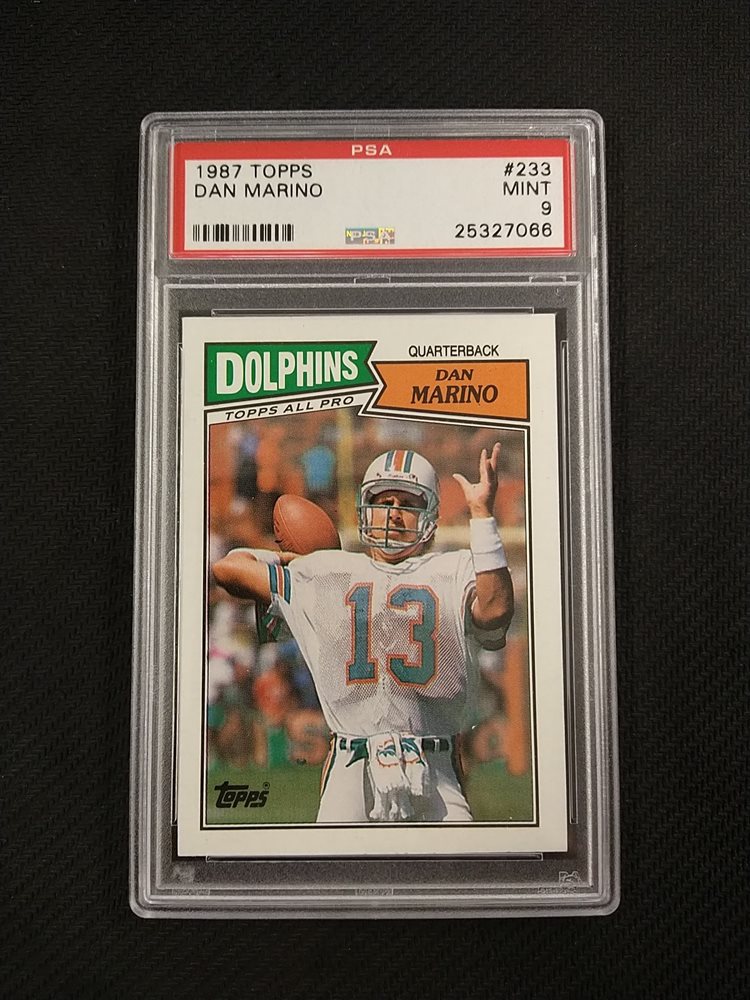 PSA
1987 TOPPS #233
DAN MARINO MINT
9
25327066
QUARTERBACK
DOLPHINS
DAN
MARINO
TOPPS ALL PRO
13
topps®